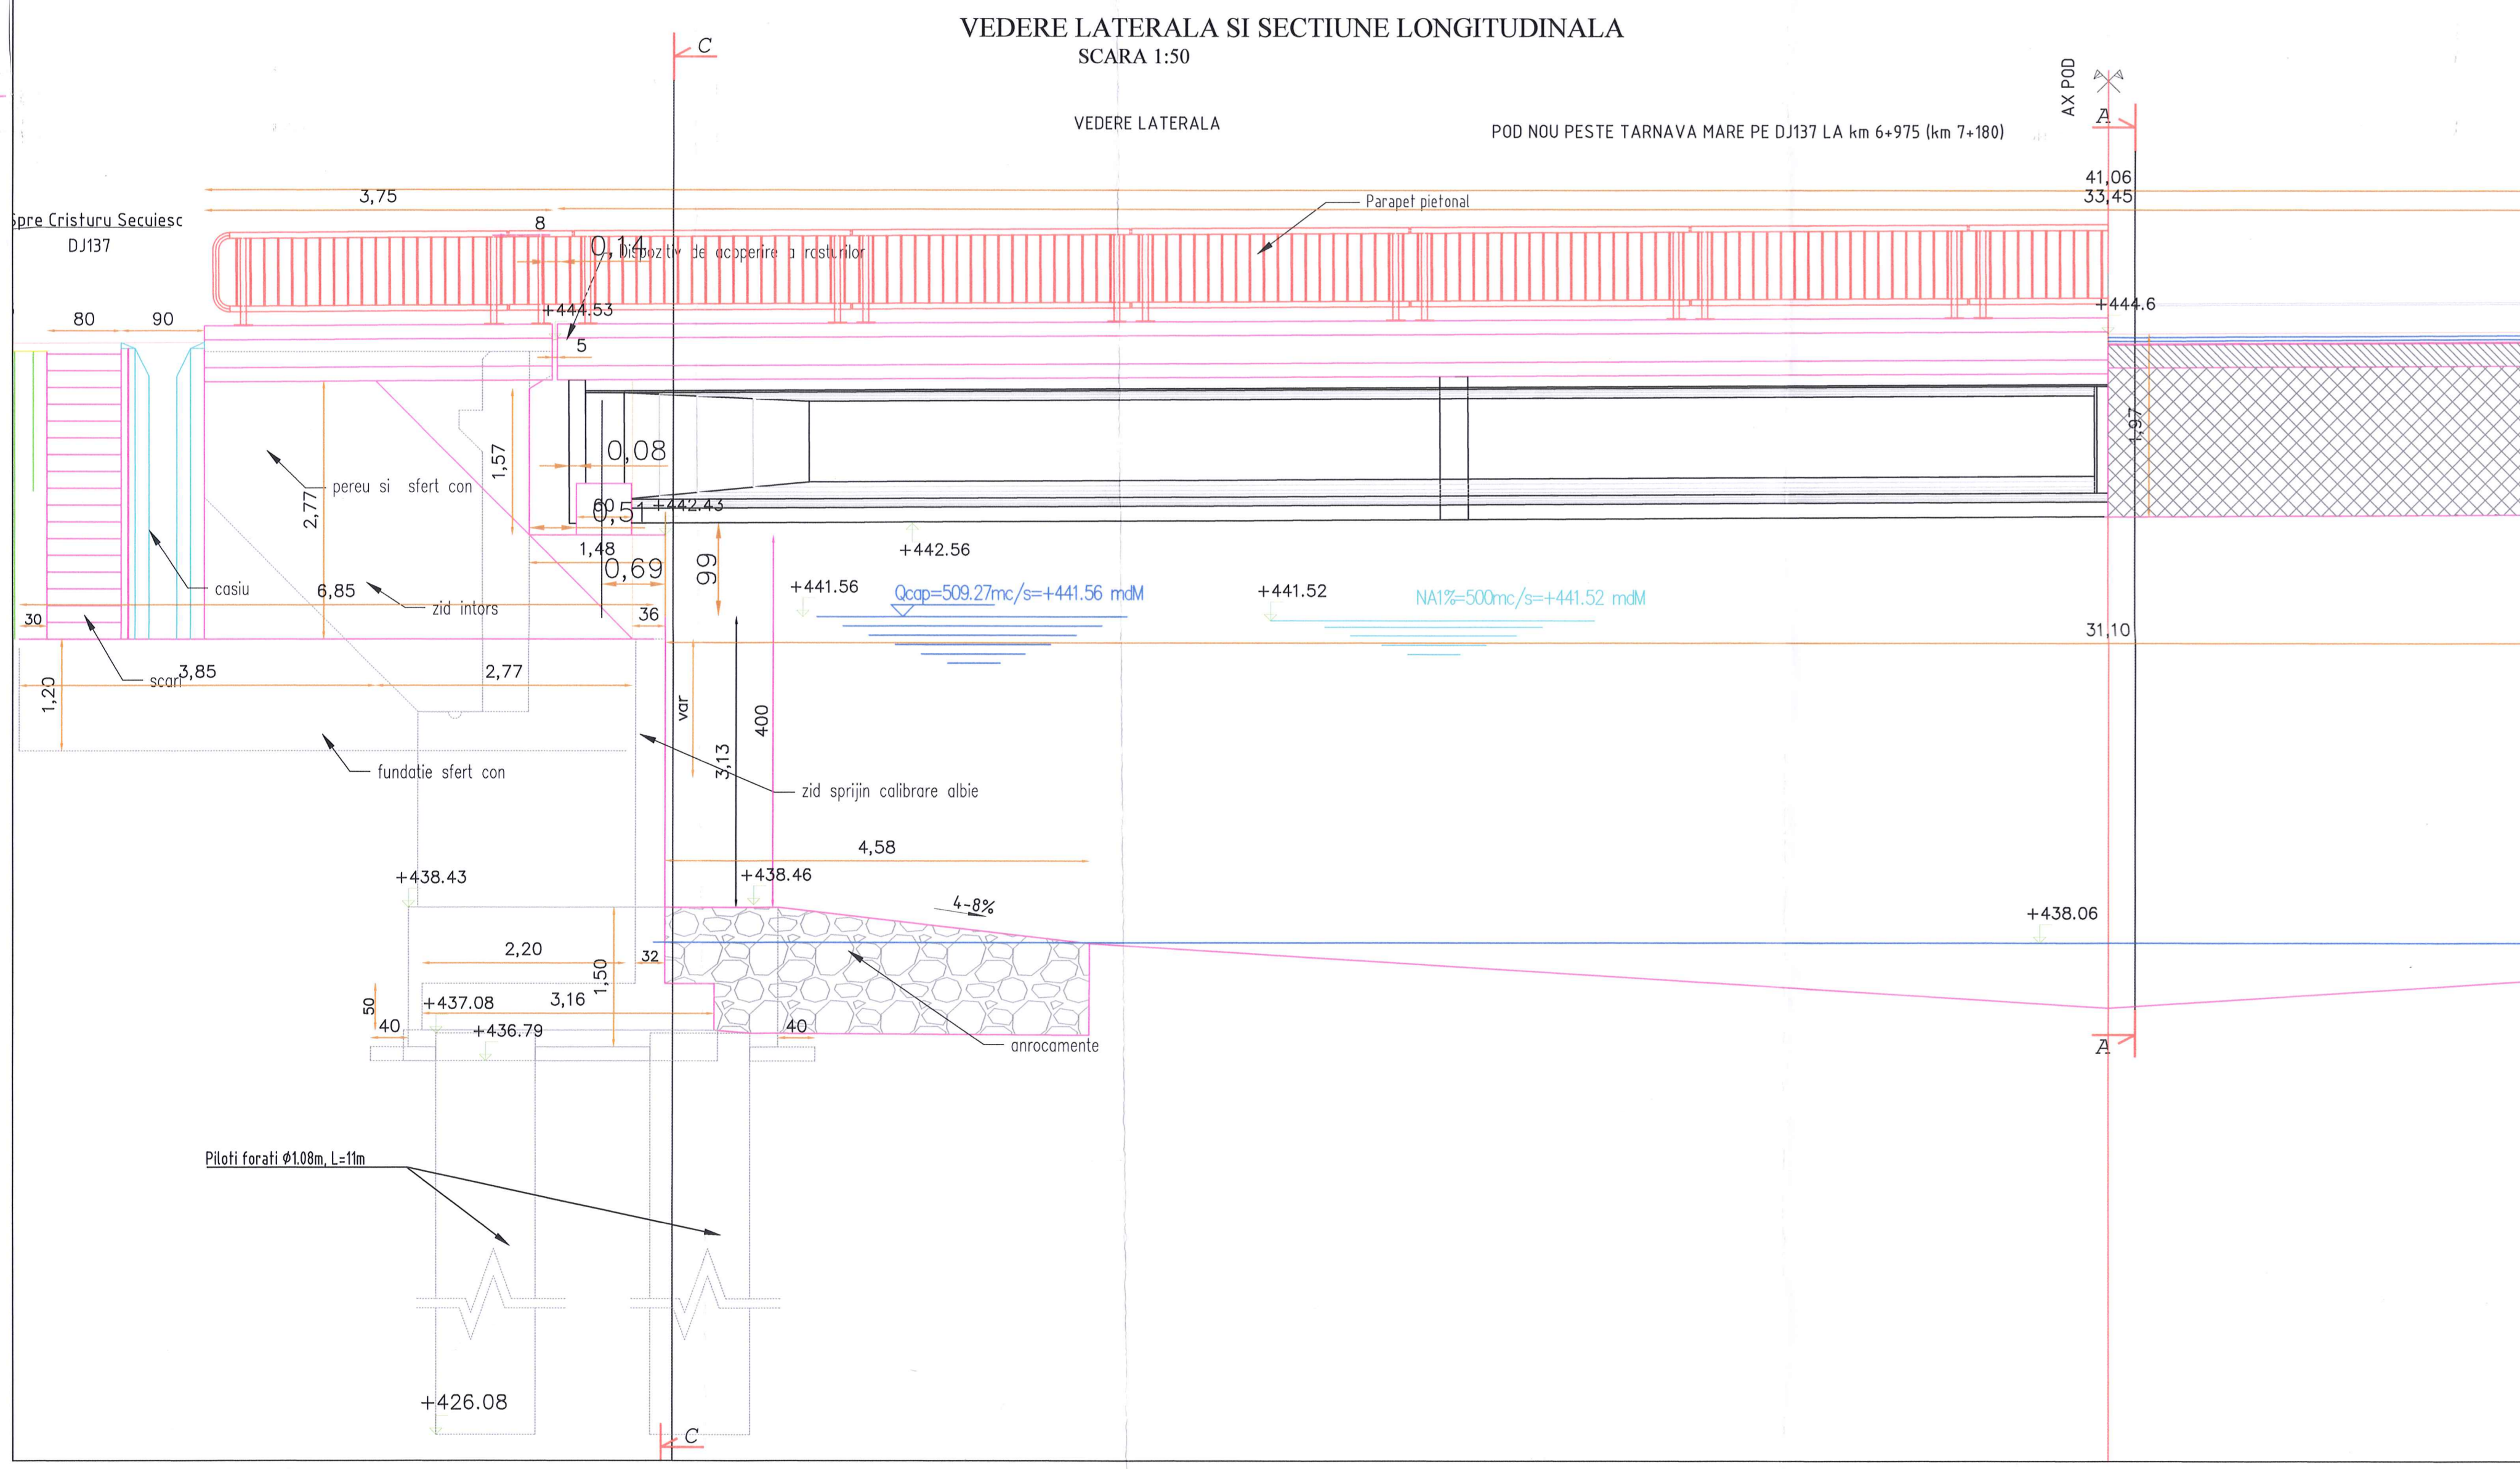 VEDERE LATERALA SI SECTIUNE LONGITUDINALA
SCARA 1:50
C
AX POD
VEDERE LATERALA
POD NOU PESTE TARNAVA MARE PE DJ137 LA km 6+975 (km 7+180)
A
41,06
3,75
33,45
Parapet pietonal
spre Cristuru Secuiesc
DJ137
8
0,14
Dispozitiv de acoperire a rosturilor
+444.53
+444.6
80
90
5
1,97
1,57
0,08
pereu si sfert con
2,77
60
0,51
+442.43
1,48
+442.56
0,69
99
casiu
6,85
zid intors
+441.56
Qcap=509.27mc/s=+441.56 mdM
+441.52
NA1%=500mc/s=+441.52 mdM
30
36
31,10
scari
3,85
2,77
1,20
var
400
3,13
fundatie sfert con
zid sprijin calibrare albie
4,58
+438.43
+438.46
4-8%
+438.06
2,20
32
1,50
50
+437.08
3,16
40
+436.79
40
anrocamente
A
Piloti forati ϕ1.08m, L=11m
+426.08
C